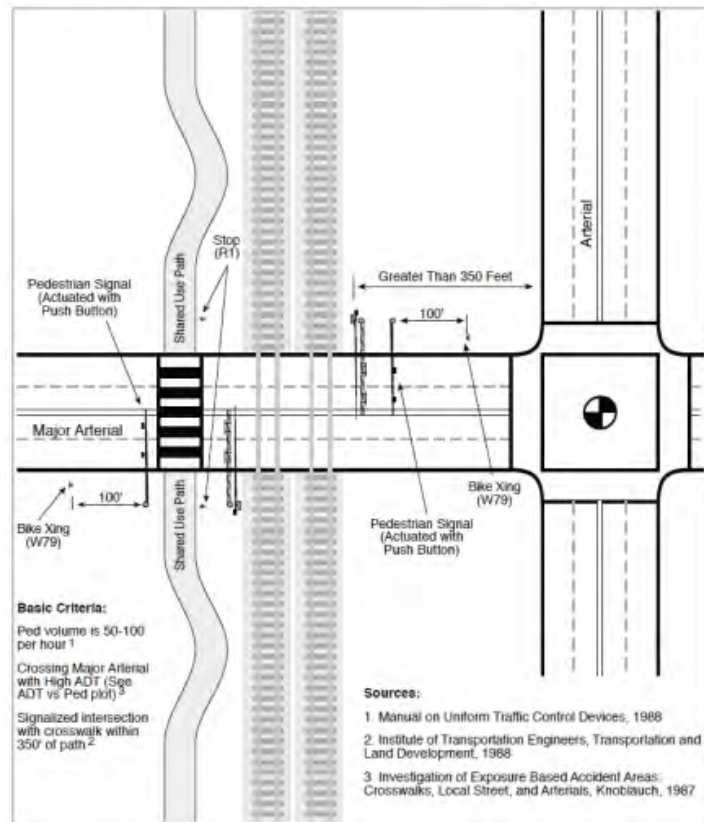 Stop
(R1)
Shared Use Path
Arterial
Pedestrian Signal
(Actuated with
Push Button)
Greater Than 350 Feet
100'
Major Arterial
100'
Bike Xing
(W79)
Shared Use Path
Bike Xing
(W79)
Pedestrian Signal
(Actuated with
Push Button)
Basic Criteria:
Ped volume is 50-100
per hour 1
Crossing Major Arterial
with High ADT (See
ADT vs Ped plot) 3
Signalized intersection
with crosswalk within
350' of path 2
Sources:
1. Manual on Uniform Traffic Control Devices, 1988
2. Institute of Transportation Engineers, Transportation and
Land Development, 1988
3. Investigation of Exposure Based Accident Areas:
Crosswalks, Local Street, and Arterials, Knoblauch, 1987